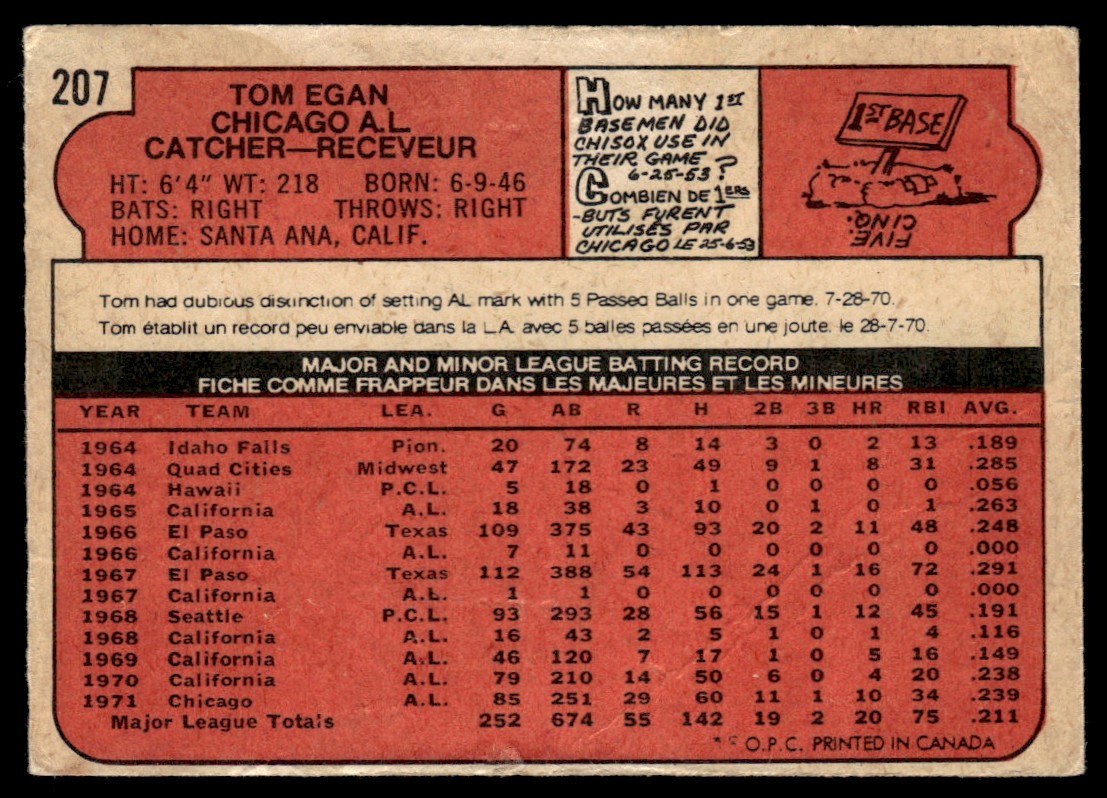 207
TOM EGAN
CHICAGO A.L.
CATCHER—RECEVEUR
HT: 6'4" WT: 218 BORN: 6-9-46
BATS: RIGHT THROWS: RIGHT
HOME: SANTA ANA, CALIF.
HOW MANY 1ST
BASEMEN DID
CHISOX USE IN
THEIR GAME
6-25-53?
COMBIEN DE 1ERS
-BUTS FURENT
UTILISÉS PAR
CHICAGO LE 25-6-53
1ST BASE
FIVE
CINQ.
Tom had dubious distinction of setting AL mark with 5 Passed Balls in one game. 7-28-70.
Tom établit un record peu enviable dans la L.A. avec 5 balles passées en une joute. le 28-7-70.
MAJOR AND MINOR LEAGUE BATTING RECORD
FICHE COMME FRAPPEUR DANS LES MAJEURES ET LES MINEURES
YEAR TEAM LEA. G AB R H 2B 3B HR RBI AVG.
1964 Idaho Falls Pion. 20 74 8 14 3 0 2 13 .189
1964 Quad Cities Midwest 47 172 23 49 9 1 8 31 .285
1964 Hawaii P.C.L. 5 18 0 1 0 0 0 0 .056
1965 California A.L. 18 38 3 10 0 1 0 1 .263
1966 El Paso Texas 109 375 43 93 20 2 11 48 .248
1966 California A.L. 7 11 0 0 0 0 0 0 .000
1967 El Paso Texas 112 388 54 113 24 1 16 72 .291
1967 California A.L. 1 1 0 0 0 0 0 0 .000
1968 Seattle P.C.L. 93 293 28 56 15 1 12 45 .191
1968 California A.L. 16 43 2 5 1 0 1 4 .116
1969 California A.L. 46 120 7 17 1 0 5 16 .149
1970 California A.L. 79 210 14 50 6 0 4 20 .238
1971 Chicago A.L. 85 251 29 60 11 1 10 34 .239
Major League Totals 252 674 55 142 19 2 20 75 .211
O.P.C. PRINTED IN CANADA